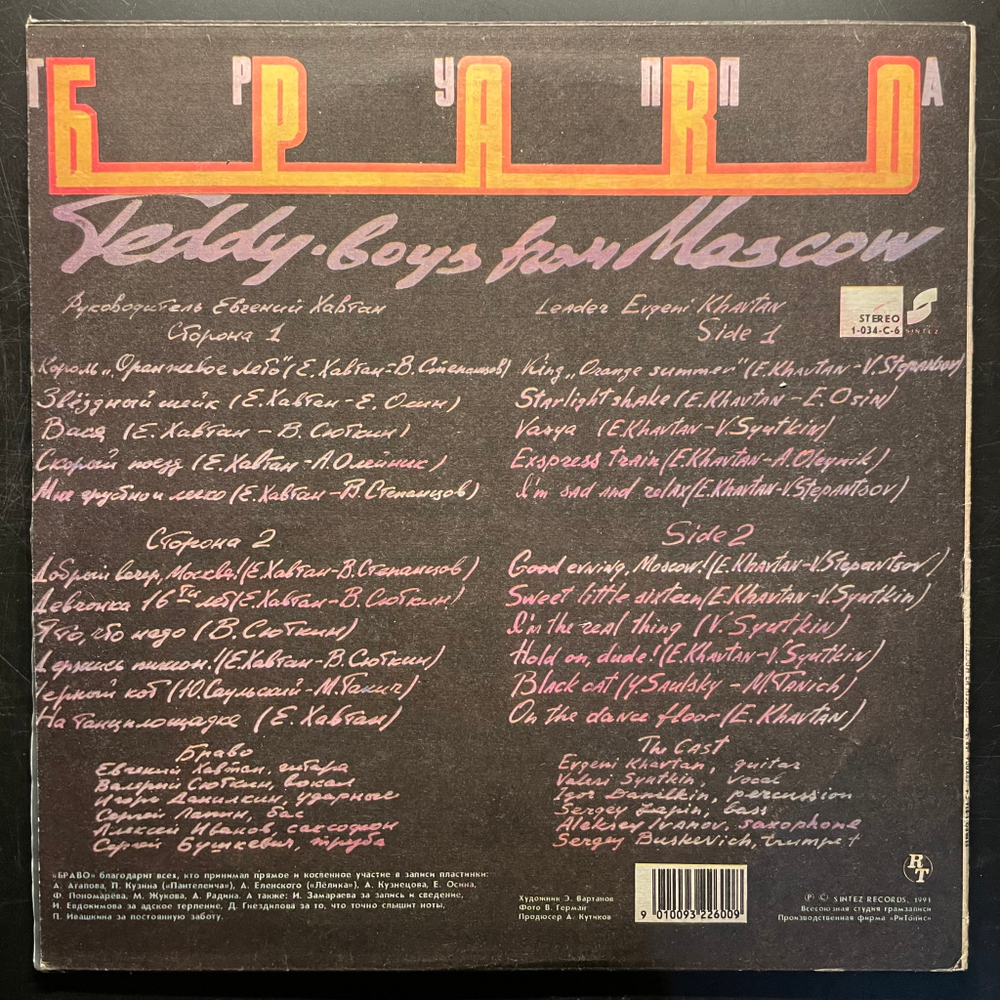 ГРУППА
БРАВО
Teddy-boys from Moscow
Руководитель Евгений Хавтан
Сторона 1
Король „Оранжевое лето" (Е. Хавтан-В. Степанцов)
Звёздный шейк (Е. Хавтан-Е. Осин)
Вася (Е. Хавтан - В. Сюткин)
Скорый поезд (Е. Хавтан-А. Олейник)
Мне грустно и легко (Е. Хавтан-В. Степанцов)
Сторона 2
Добрый вечер, Москва! (Е. Хавтан-В. Степанцов)
Девчонка 16ти лет (Е. Хавтан-В. Сюткин)
Я то, что надо (В. Сюткин)
Держись пижон! (Е. Хавтан-В. Сюткин)
Черный кот (Ю. Саульский-М. Танич)
На танцплощадке (Е. Хавтан)
Браво
Евгений Хавтан, гитара
Валерий Сюткин, вокал
Игорь Данилкин, ударные
Сергей Лапин, бас
Алексей Иванов, саксофон
Сергей Бушкевич, труба
Leader Evgeni Khavtan
Side 1
King „Orange summer" (E. Khavtan-V. Stepantsov)
Starlight shake (E. Khavtan-E. Osin)
Vasya (E. Khavtan-V. Syutkin)
Exspress train (E. Khavtan-A. Oleynik)
I'm sad and relax (E. Khavtan-V. Stepantsov)
Side 2
Good evning, Moscow! (E. Khavtan-V. Stepantsov)
Sweet little sixteen (E. Khavtan-V. Syutkin)
I'm the real thing (V. Syutkin)
Hold on, dude! (E. Khavtan-V. Syutkin)
Black cat (Y. Saulsky - M. Tanich)
On the dance floor (E. Khavtan)
The Cast
Evgeni Khavtan, guitar
Valeri Syutkin, vocal
Igor Danilkin, percussion
Sergey Lapin, bass
Aleksey Ivanov, saxophone
Sergey Buskevich, trumpet
STEREO
1-034-C-6
SINTEZ
«БРАВО» благодарит всех, кто принимал прямое и косвенное участие в записи пластинки:
А. Агапова, П. Кузина («Пантелеича»), А. Еленского («Лёлика»), А. Кузнецова, Е. Осина,
Ф. Пономарёва, М. Жукова, А. Радина. А также: И. Замараева за запись и сведение,
И. Евдокимова за адское терпение, Д. Гнездилова за то, что точно слышит ноты,
П. Ивашкина за постоянную заботу.
Художник Э. Вартанов
Фото В. Герман
Продюсер А. Кутиков
9 010093 226009
RT
Ⓟ © SINTEZ RECORDS, 1991
Всесоюзная студия грамзаписи
Производственная фирма «РиТОпис»